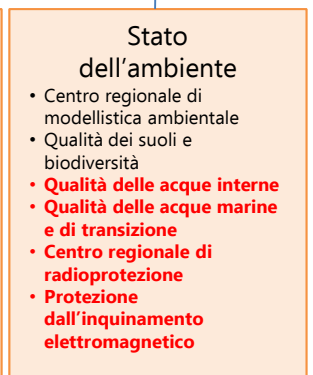 Stato
dell’ambiente
• Centro regionale di
modellistica ambientale
• Qualità dei suoli e
biodiversità
• Qualità delle acque interne
• Qualità delle acque marine
e di transizione
• Centro regionale di
radioprotezione
• Protezione
dall’inquinamento
elettromagnetico